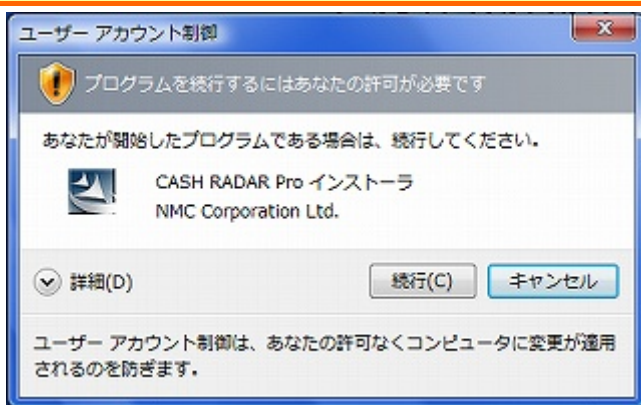 ユーザー アカウント制御
プログラムを続行するにはあなたの許可が必要です
あなたが開始したプログラムである場合は、続行してください。
CASH RADAR Pro インストーラ
NMC Corporation Ltd.
詳細(D)
続行(C)
キャンセル
ユーザー アカウント制御は、あなたの許可なくコンピュータに変更が適用
されるのを防ぎます。